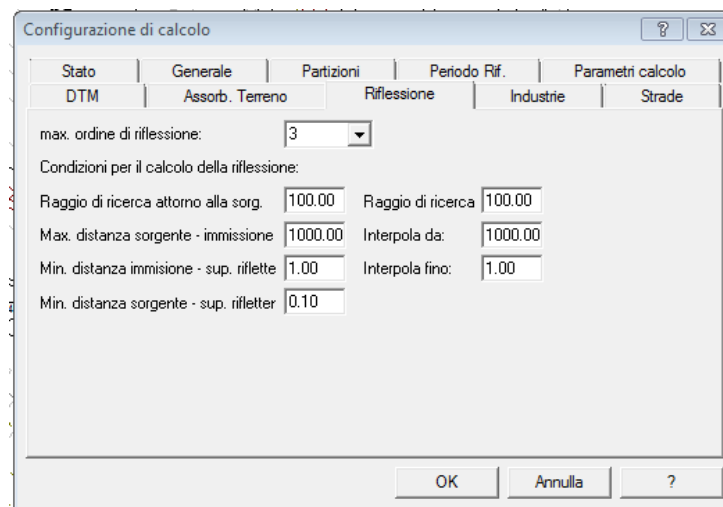 Configurazione di calcolo
?
Stato Generale Partizioni Periodo Rif. Parametri calcolo
DTM Assorb. Terreno Riflessione Industrie Strade
max. ordine di riflessione: 3
Condizioni per il calcolo della riflessione:
Raggio di ricerca attorno alla sorg. 100.00 Raggio di ricerca 100.00
Max. distanza sorgente - immissione 1000.00 Interpola da: 1000.00
Min. distanza immisione - sup. riflette 1.00 Interpola fino: 1.00
Min. distanza sorgente - sup. rifletter 0.10
OK Annulla ?